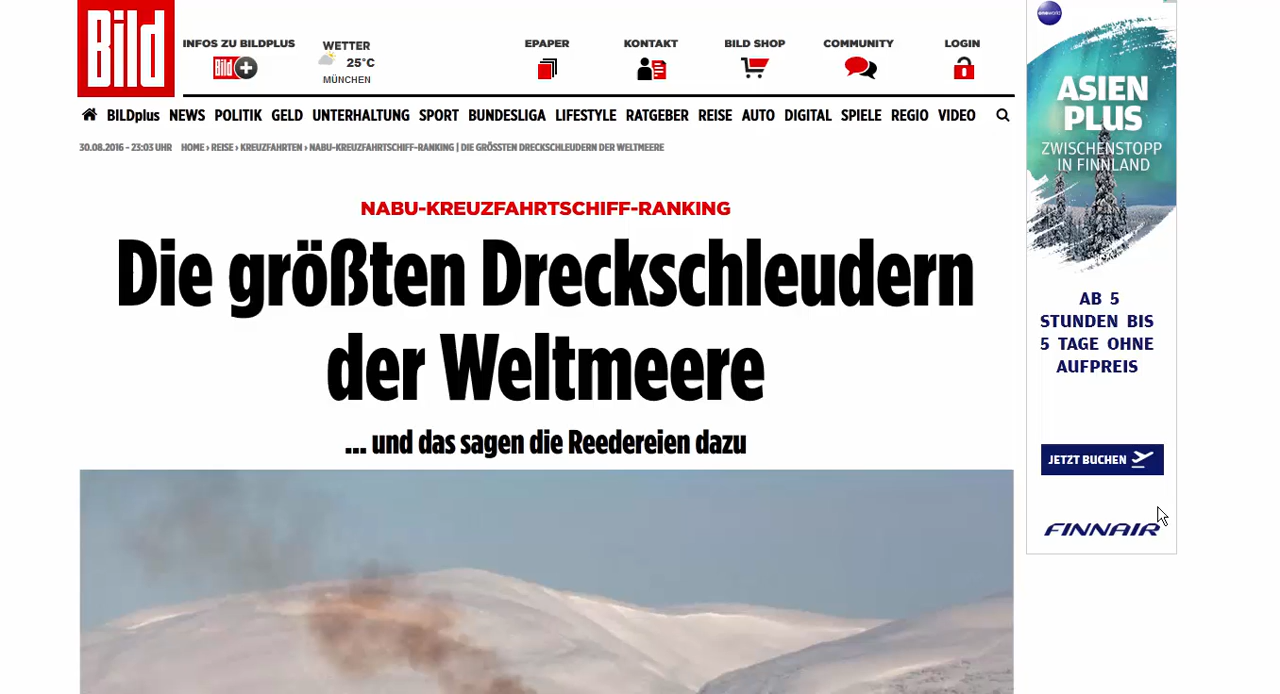 Bild
INFOS ZU BILDPLUS
Bild +
WETTER
25°C
MÜNCHEN
EPAPER
KONTAKT
BILD SHOP
COMMUNITY
LOGIN
BILDplus NEWS POLITIK GELD UNTERHALTUNG SPORT BUNDESLIGA LIFESTYLE RATGEBER REISE AUTO DIGITAL SPIELE REGIO VIDEO
30.08.2016 - 23:03 UHR HOME › REISE › KREUZFAHRTEN › NABU-KREUZFAHRTSCHIFF-RANKING | DIE GRÖSSTEN DRECKSCHLEUDERN DER WELTMEERE
NABU-KREUZFAHRTSCHIFF-RANKING
Die größten Dreckschleudern
der Weltmeere
... und das sagen die Reedereien dazu
oneworld
ASIEN
PLUS
ZWISCHENSTOPP
IN FINNLAND
AB 5
STUNDEN BIS
5 TAGE OHNE
AUFPREIS
JETZT BUCHEN
FINNAIR